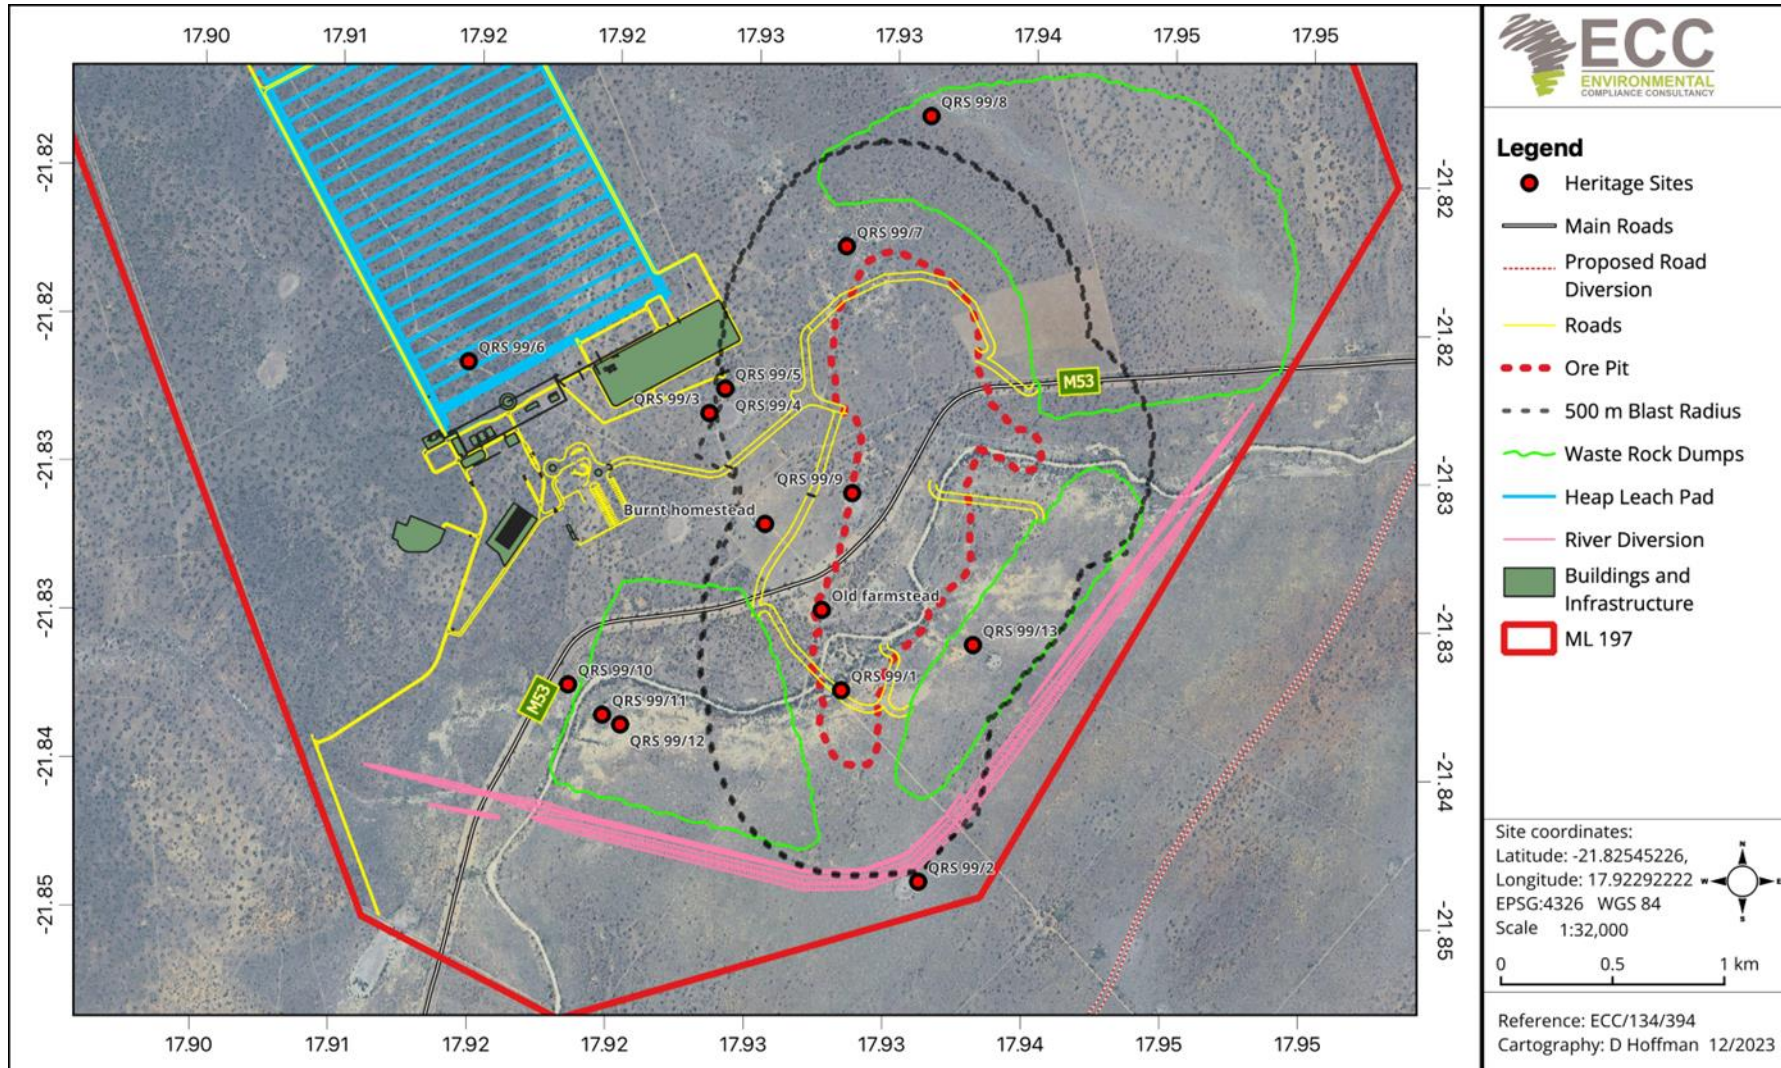 17.90 17.91 17.92 17.92 17.93 17.93 17.94 17.95 17.95
-21.82
-21.82
-21.83
-21.83
-21.84
-21.85
QRS 99/8
QRS 99/7
QRS 99/6
QRS 99/5
QRS 99/3
QRS 99/4
M53
QRS 99/9
Burnt homestead
Old farmstead
QRS 99/13
QRS 99/10
QRS 99/1
M53
QRS 99/11
QRS 99/12
QRS 99/2
-21.82
-21.82
-21.83
-21.83
-21.84
-21.85
17.90 17.91 17.92 17.92 17.93 17.93 17.94 17.95 17.95
ECC
ENVIRONMENTAL
COMPLIANCE CONSULTANCY
Legend
Heritage Sites
Main Roads
Proposed Road
Diversion
Roads
Ore Pit
500 m Blast Radius
Waste Rock Dumps
Heap Leach Pad
River Diversion
Buildings and
Infrastructure
ML 197
Site coordinates:
Latitude: -21.82545226,
Longitude: 17.92292222
EPSG:4326 WGS 84
Scale 1:32,000
N
W E
S
0 0.5 1 km
Reference: ECC/134/394
Cartography: D Hoffman 12/2023